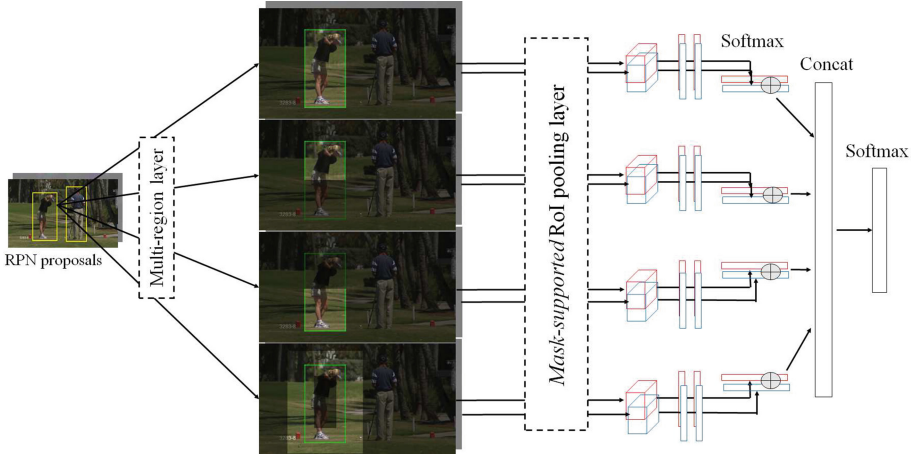 RPN proposals
Multi-region layer
Mask-supported RoI pooling layer
Softmax
Concat
Softmax